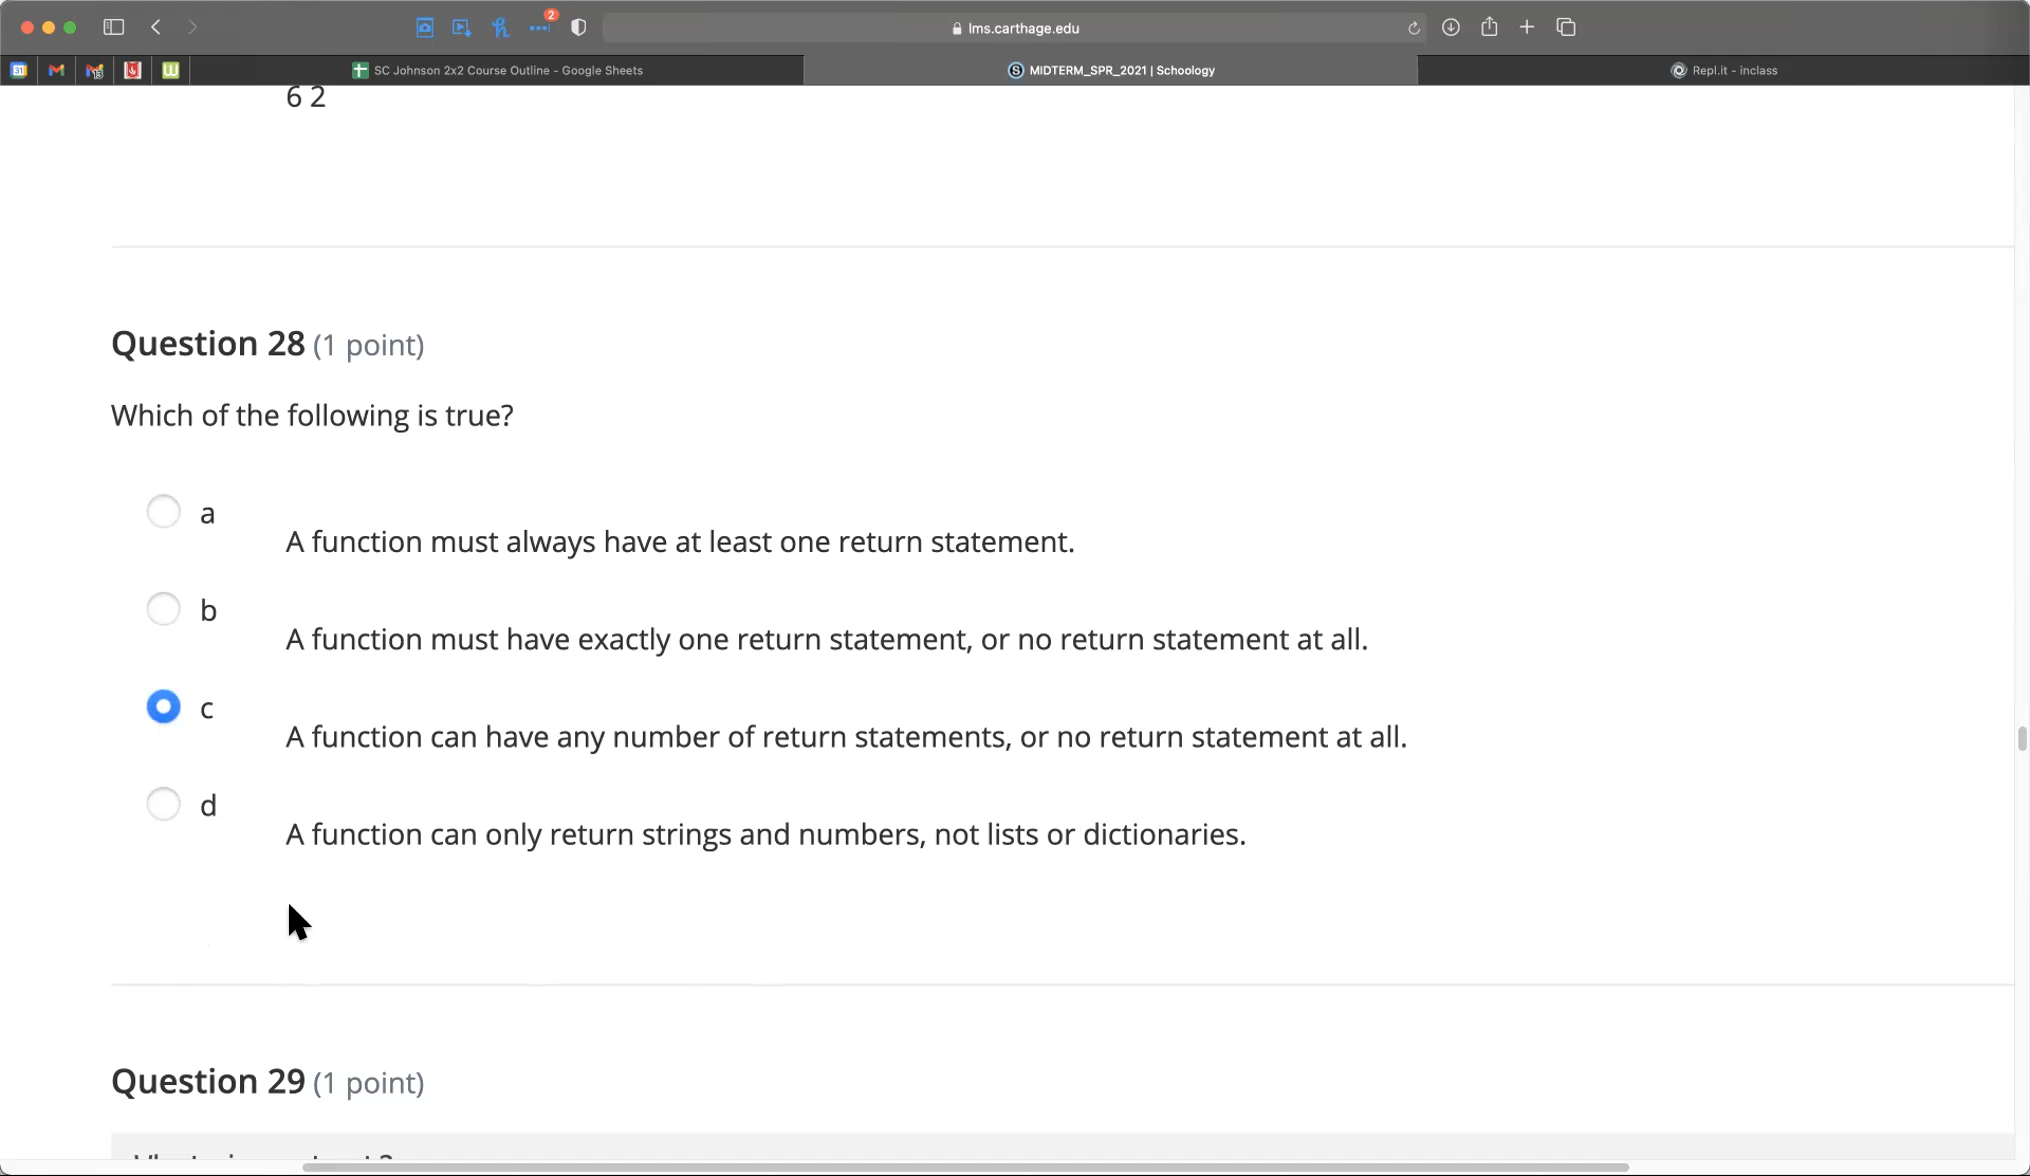 2
lms.carthage.edu
31
SC Johnson 2x2 Course Outline - Google Sheets
MIDTERM_SPR_2021 | Schoology
Repl.it - inclass
6 2
Question 28 (1 point)
Which of the following is true?
a
A function must always have at least one return statement.
b
A function must have exactly one return statement, or no return statement at all.
c
A function can have any number of return statements, or no return statement at all.
d
A function can only return strings and numbers, not lists or dictionaries.
Question 29 (1 point)